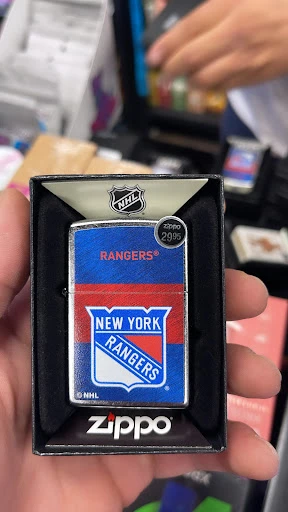 NHL
zippo
29.95
RANGERS®
NEW YORK
RANGERS
®
© NHL
zippo